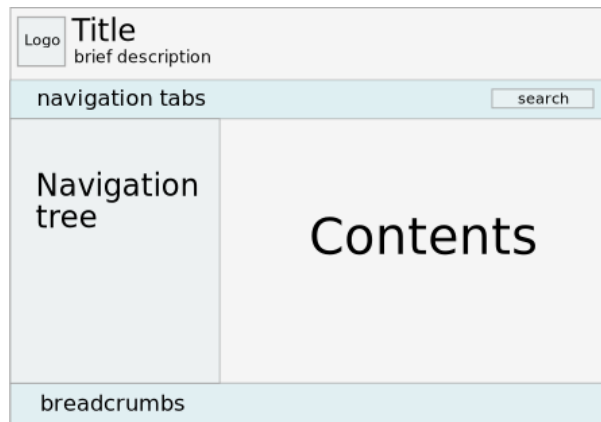 Logo
Title
brief description
navigation tabs
search
Navigation
tree
Contents
breadcrumbs